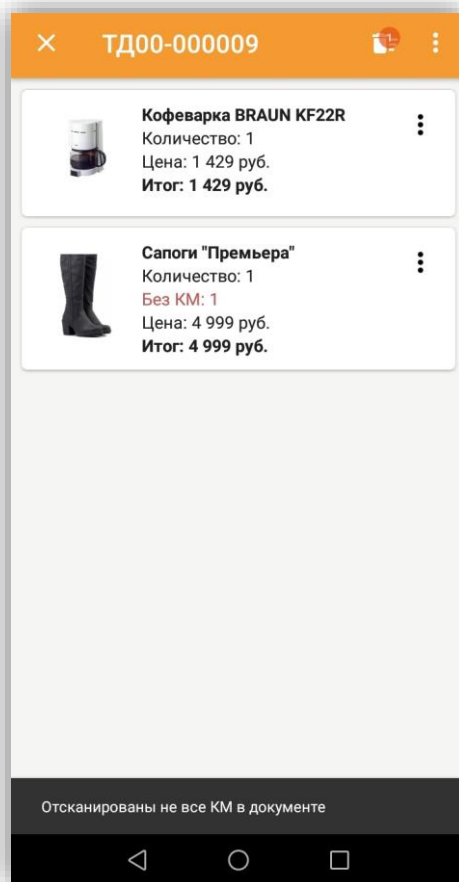 ТД00-000009
Кофеварка BRAUN KF22R
Количество: 1
Цена: 1 429 руб.
Итог: 1 429 руб.
Сапоги "Премьера"
Количество: 1
Без КМ: 1
Цена: 4 999 руб.
Итог: 4 999 руб.
Отсканированы не все КМ в документе